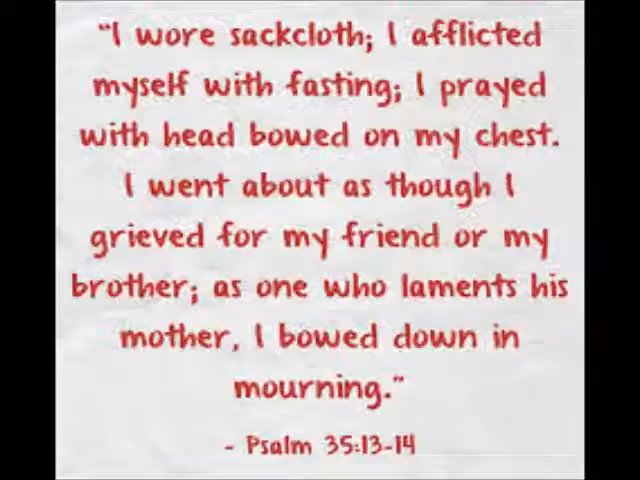 "I wore sackcloth; I afflicted
myself with fasting; I prayed
with head bowed on my chest.
I went about as though I
grieved for my friend or my
brother; as one who laments his
mother, I bowed down in
mourning."
- Psalm 35:13-14